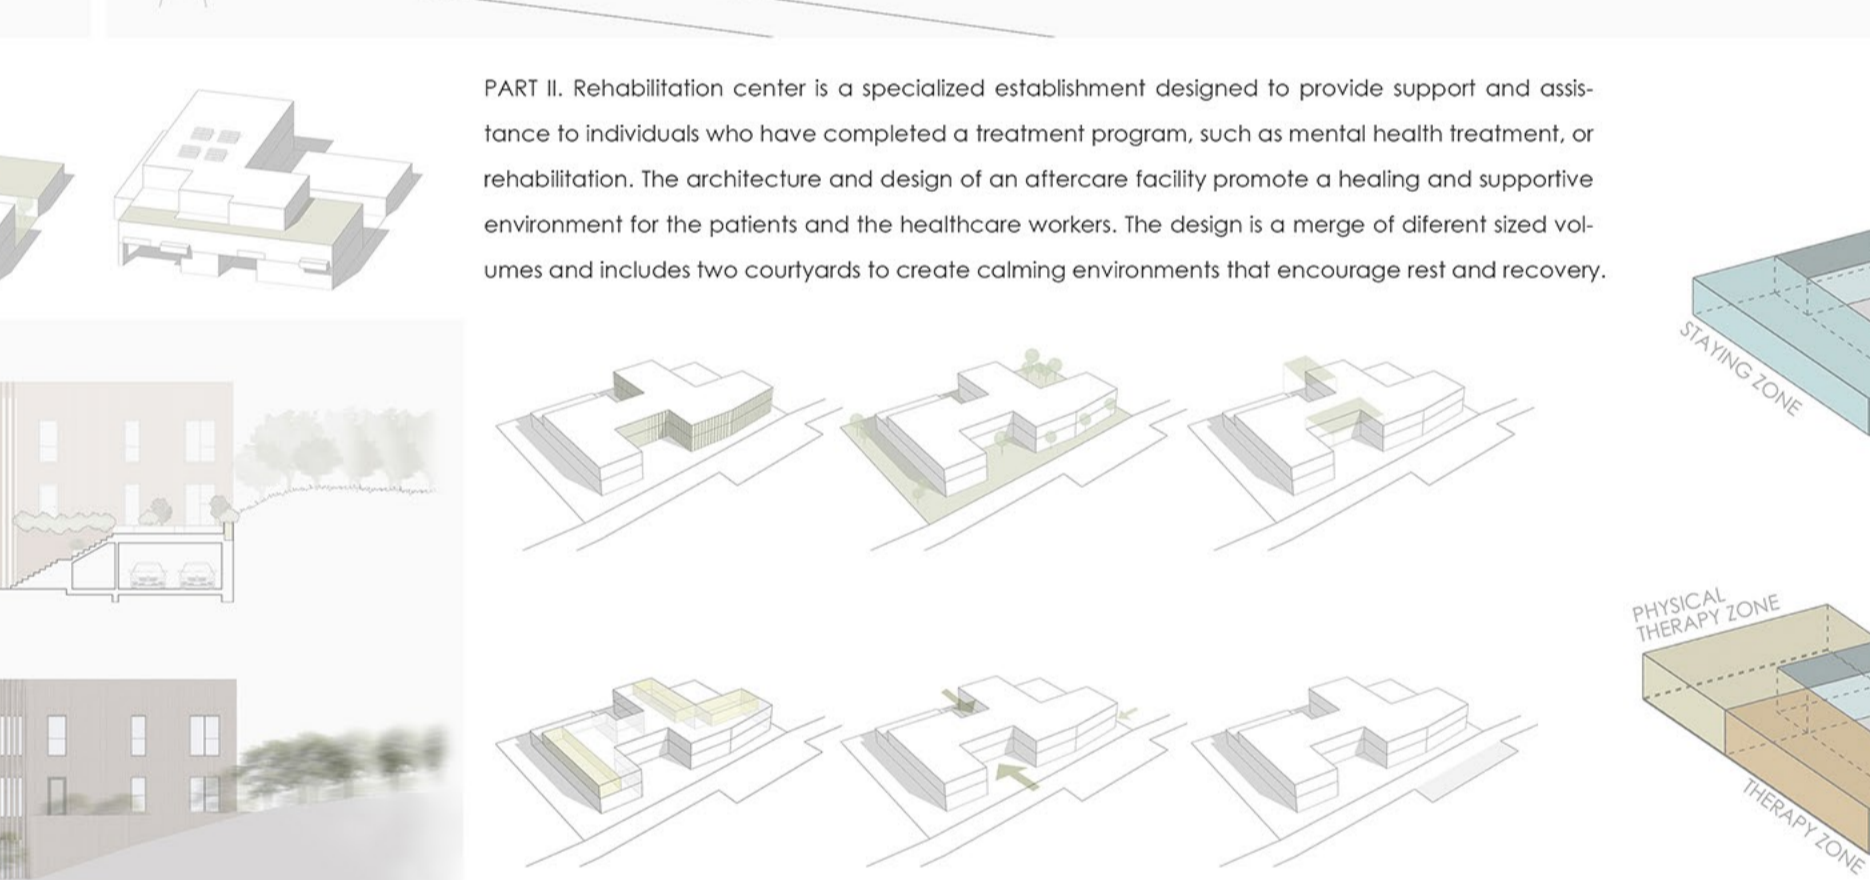 PART II. Rehabilitation center is a specialized establishment designed to provide support and assis-
tance to individuals who have completed a treatment program, such as mental health treatment, or
rehabilitation. The architecture and design of an aftercare facility promote a healing and supportive
environment for the patients and the healthcare workers. The design is a merge of diferent sized vol-
umes and includes two courtyards to create calming environments that encourage rest and recovery.
STAYING ZONE
PHYSICAL
THERAPY ZONE
THERAPY ZONE